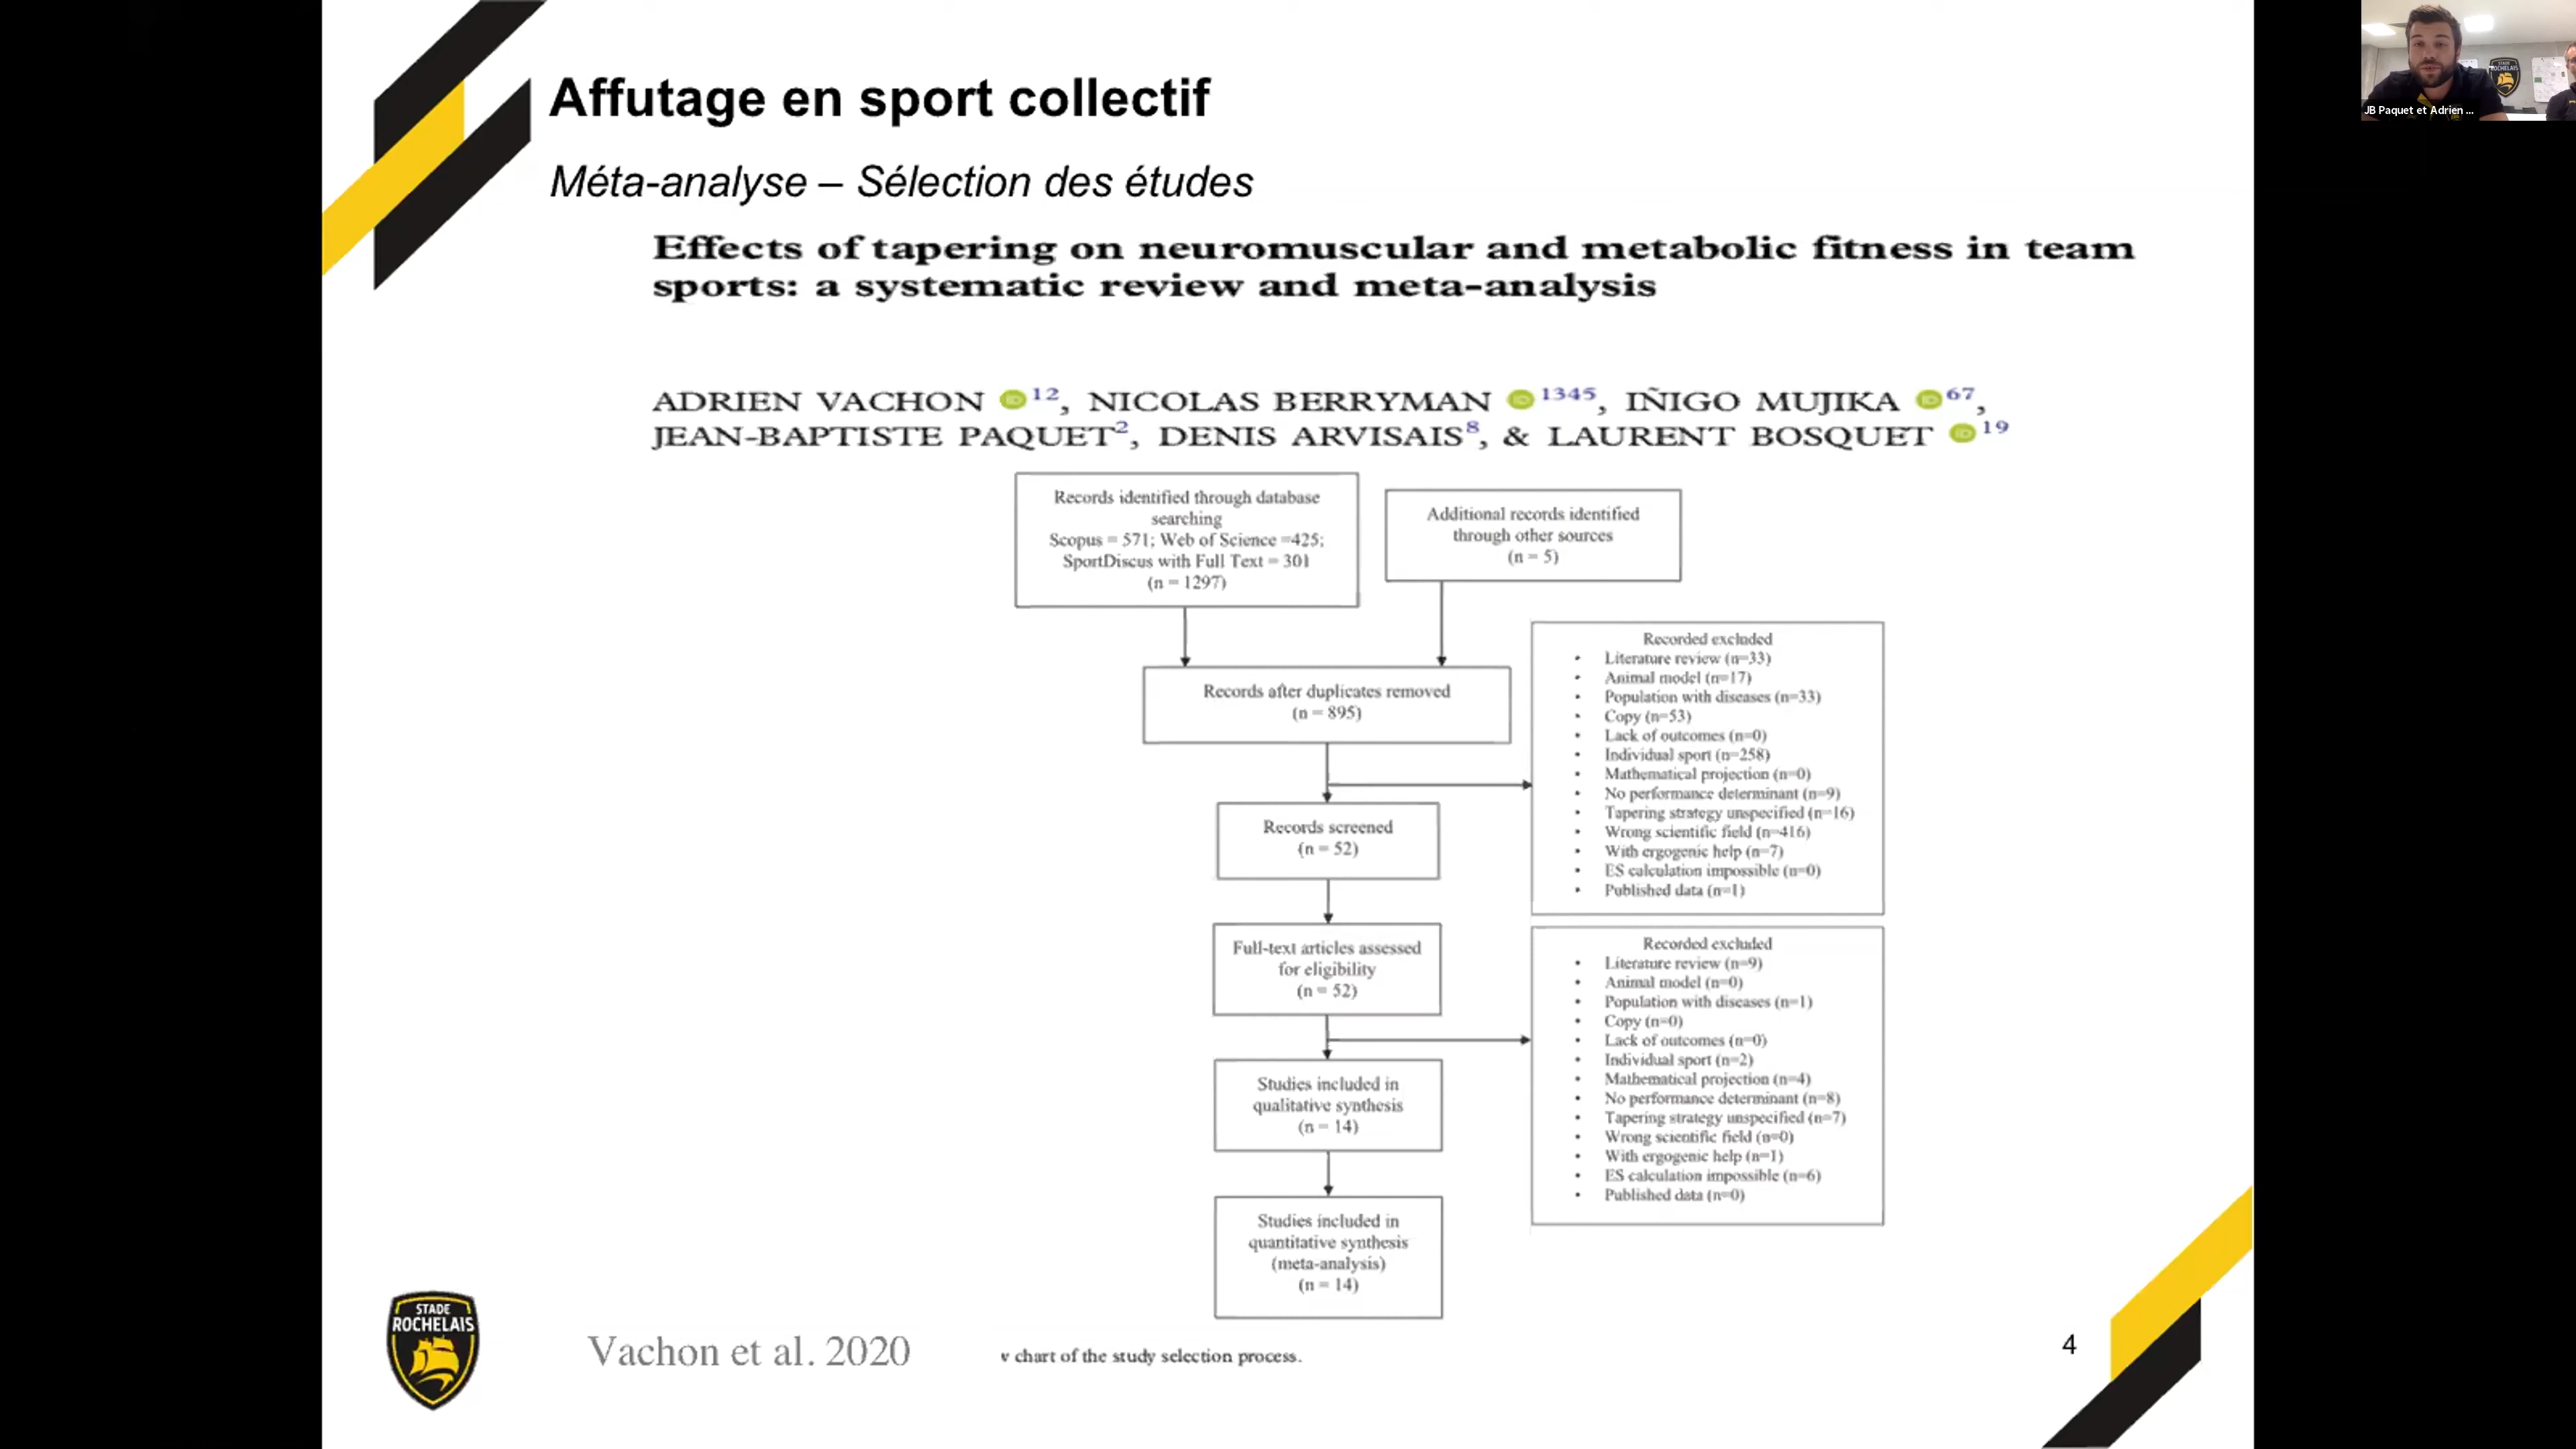 Affutage en sport collectif
Méta-analyse – Sélection des études
Effects of tapering on neuromuscular and metabolic fitness in team
sports: a systematic review and meta-analysis
ADRIEN VACHON iD 12, NICOLAS BERRYMAN iD 1345, IÑIGO MUJIKA iD 67,
JEAN-BAPTISTE PAQUET2, DENIS ARVISAIS8, & LAURENT BOSQUET iD 19
Records identified through database
searching
Scopus = 571; Web of Science =425;
SportDiscus with Full Text = 301
(n = 1297)
Additional records identified
through other sources
(n = 5)
Records after duplicates removed
(n = 895)
Recorded excluded
• Literature review (n=33)
• Animal model (n=17)
• Population with diseases (n=33)
• Copy (n=53)
• Lack of outcomes (n=0)
• Individual sport (n=258)
• Mathematical projection (n=0)
• No performance determinant (n=9)
• Tapering strategy unspecified (n=16)
• Wrong scientific field (n=416)
• With ergogenic help (n=7)
• ES calculation impossible (n=0)
• Published data (n=1)
Records screened
(n = 52)
Full-text articles assessed
for eligibility
(n = 52)
Recorded excluded
• Literature review (n=9)
• Animal model (n=0)
• Population with diseases (n=1)
• Copy (n=0)
• Lack of outcomes (n=0)
• Individual sport (n=2)
• Mathematical projection (n=4)
• No performance determinant (n=8)
• Tapering strategy unspecified (n=7)
• Wrong scientific field (n=0)
• With ergogenic help (n=1)
• ES calculation impossible (n=6)
• Published data (n=0)
Studies included in
qualitative synthesis
(n = 14)
Studies included in
quantitative synthesis
(meta-analysis)
(n = 14)
STADE
ROCHELAIS
Vachon et al. 2020
v chart of the study selection process.
4
JB Paquet et Adrien ...
STADE
ROCHELAIS